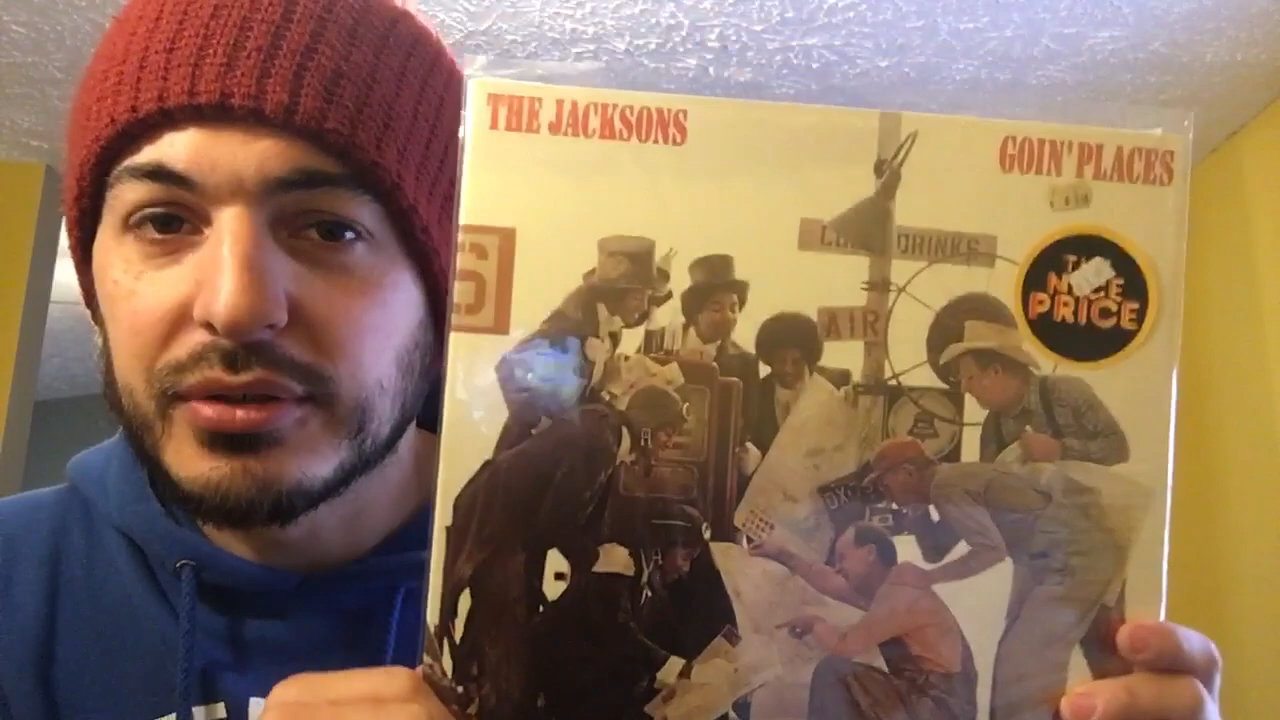 THE JACKSONS
GOIN' PLACES
DRINKS
AIR
NICE
PRICE